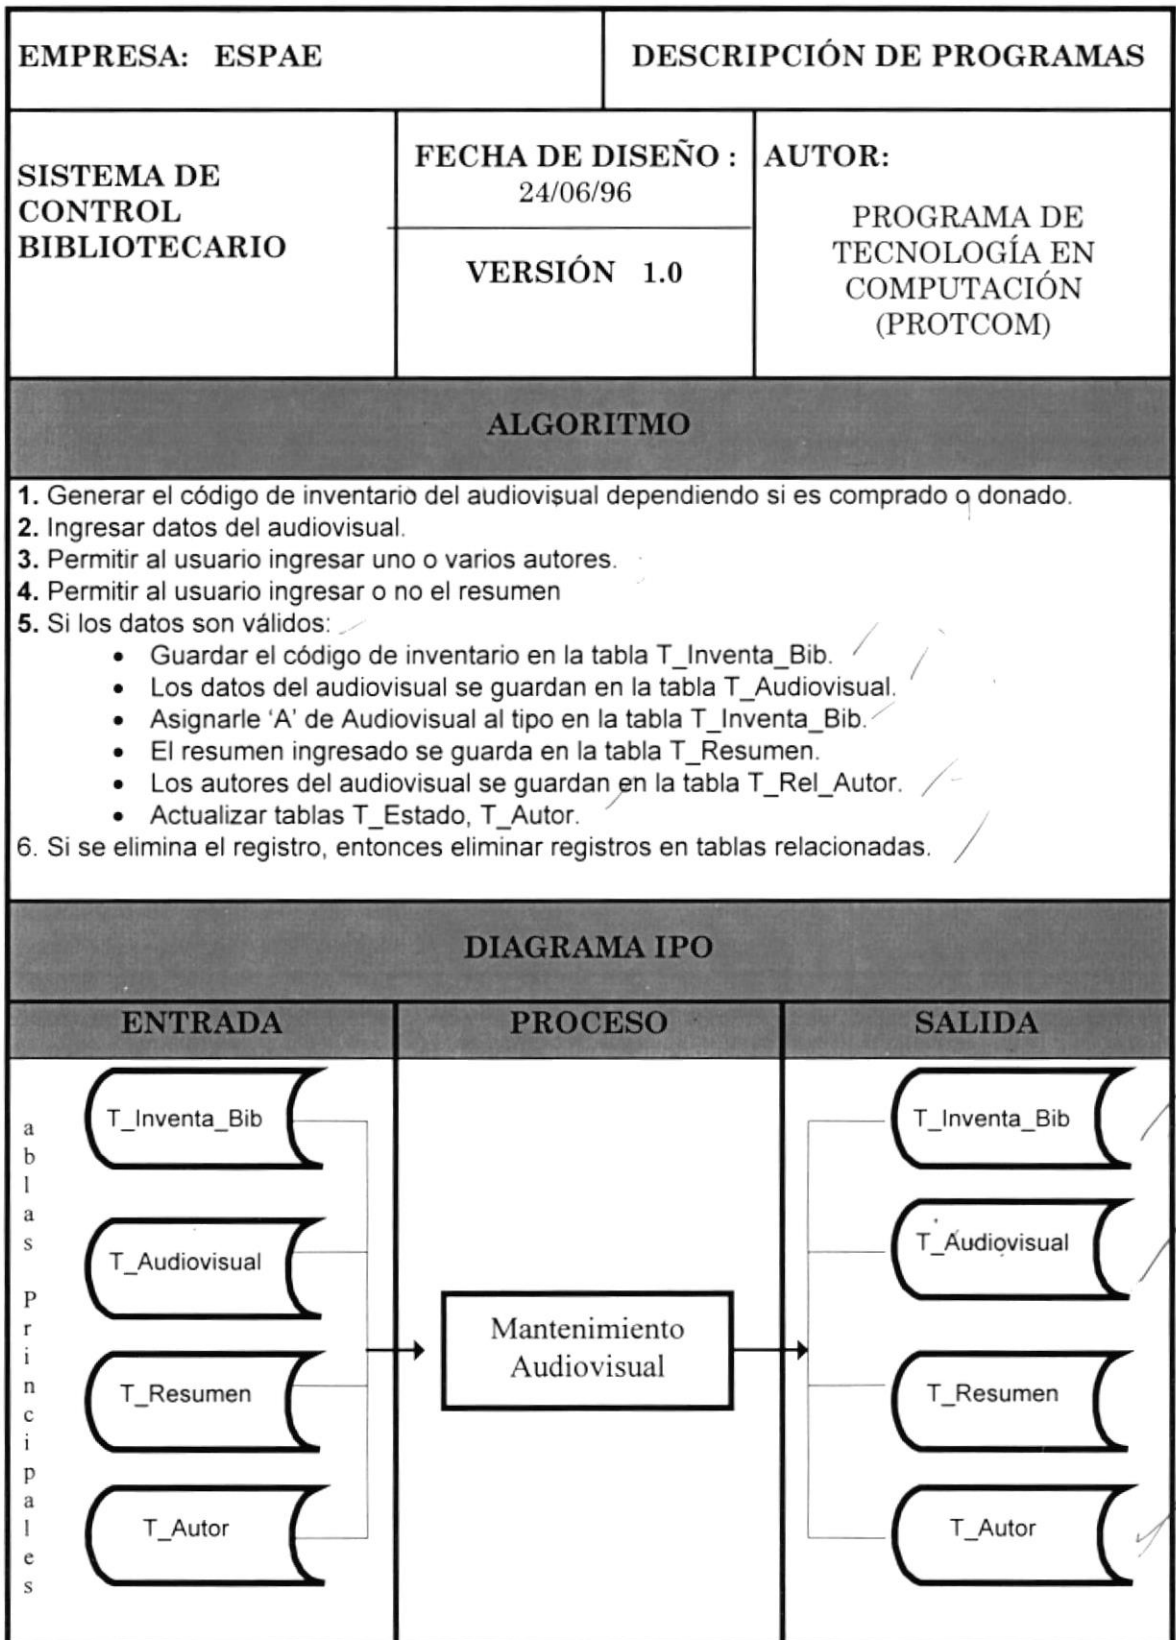 EMPRESA: ESPAE
DESCRIPCIÓN DE PROGRAMAS
SISTEMA DE
CONTROL
BIBLIOTECARIO
FECHA DE DISEÑO :
24/06/96
VERSIÓN 1.0
AUTOR:
PROGRAMA DE
TECNOLOGÍA EN
COMPUTACIÓN
(PROTCOM)
ALGORITMO
1. Generar el código de inventario del audiovisual dependiendo si es comprado o donado.
2. Ingresar datos del audiovisual.
3. Permitir al usuario ingresar uno o varios autores.
4. Permitir al usuario ingresar o no el resumen
5. Si los datos son válidos:
• Guardar el código de inventario en la tabla T_Inventa_Bib.
• Los datos del audiovisual se guardan en la tabla T_Audiovisual.
• Asignarle ‘A’ de Audiovisual al tipo en la tabla T_Inventa_Bib.
• El resumen ingresado se guarda en la tabla T_Resumen.
• Los autores del audiovisual se guardan en la tabla T_Rel_Autor.
• Actualizar tablas T_Estado, T_Autor.
6. Si se elimina el registro, entonces eliminar registros en tablas relacionadas.
DIAGRAMA IPO
ENTRADA
PROCESO
SALIDA
ablas Principales
T_Inventa_Bib
T_Audiovisual
T_Resumen
T_Autor
Mantenimiento
Audiovisual
T_Inventa_Bib
T_Audiovisual
T_Resumen
T_Autor